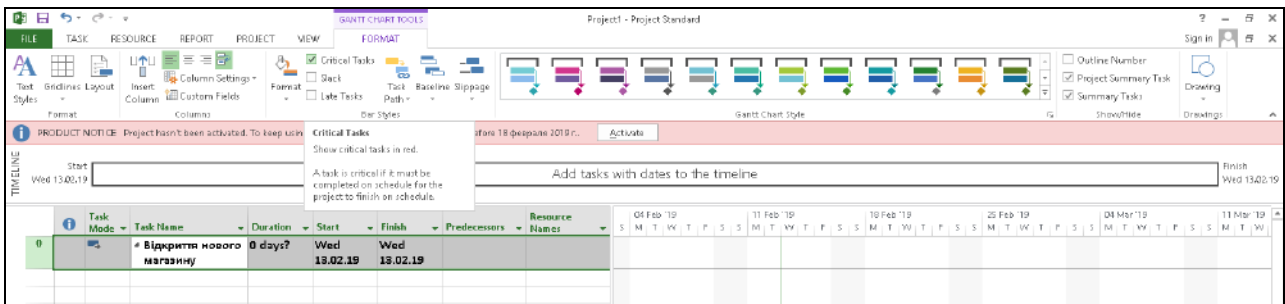 GANTT CHART TOOLS
Project1 - Project Standard
FILE TASK RESOURCE REPORT PROJECT VIEW FORMAT Sign in
Text Styles
Gridlines
Layout
Format
Insert Column
Column Settings
Custom Fields
Columns
Format
Critical Tasks
Slack
Late Tasks
Task Path
Baseline
Slippage
Bar Styles
Gantt Chart Style
Outline Number
Project Summary Task
Summary Tasks
Show/Hide
Drawing
Drawings
PRODUCT NOTICE Project hasn't been activated. To keep usin
efore 18 февраля 2019 г..
Activate
Critical Tasks
Show critical tasks in red.
A task is critical if it must be
completed on schedule for the
project to finish on schedule.
TIMELINE
Start
Wed 13.02.19
Add tasks with dates to the timeline
Finish
Wed 13.02.19
Task Mode
Task Name
Duration
Start
Finish
Predecessors
Resource Names
04 Feb '19 11 Feb '19 18 Feb '19 25 Feb '19 04 Mar '19 11 Mar '19
S M T W T F S S M T W T F S S M T W T F S S M T W T F S S M T W T F S S M T W
0
Відкриття нового магазину
0 days?
Wed 13.02.19
Wed 13.02.19